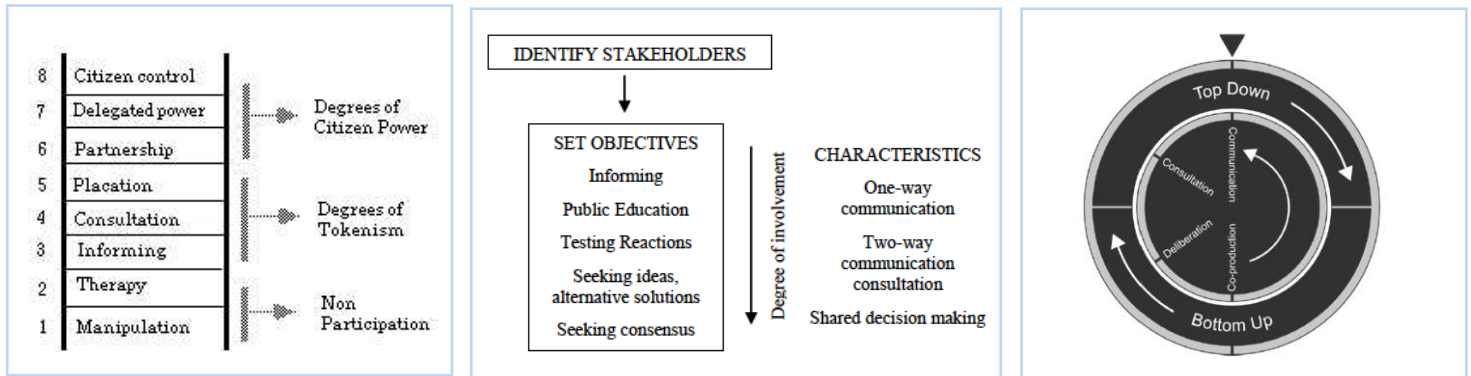 8 Citizen control
7 Delegated power
6 Partnership
5 Placation
4 Consultation
3 Informing
2 Therapy
1 Manipulation
Degrees of
Citizen Power
Degrees of
Tokenism
Non
Participation
IDENTIFY STAKEHOLDERS
SET OBJECTIVES
Informing
Public Education
Testing Reactions
Seeking ideas,
alternative solutions
Seeking consensus
Degree of involvement
CHARACTERISTICS
One-way
communication
Two-way
communication
consultation
Shared decision making
Top Down
Communication
Consultation
Deliberation
Co-production
Bottom Up